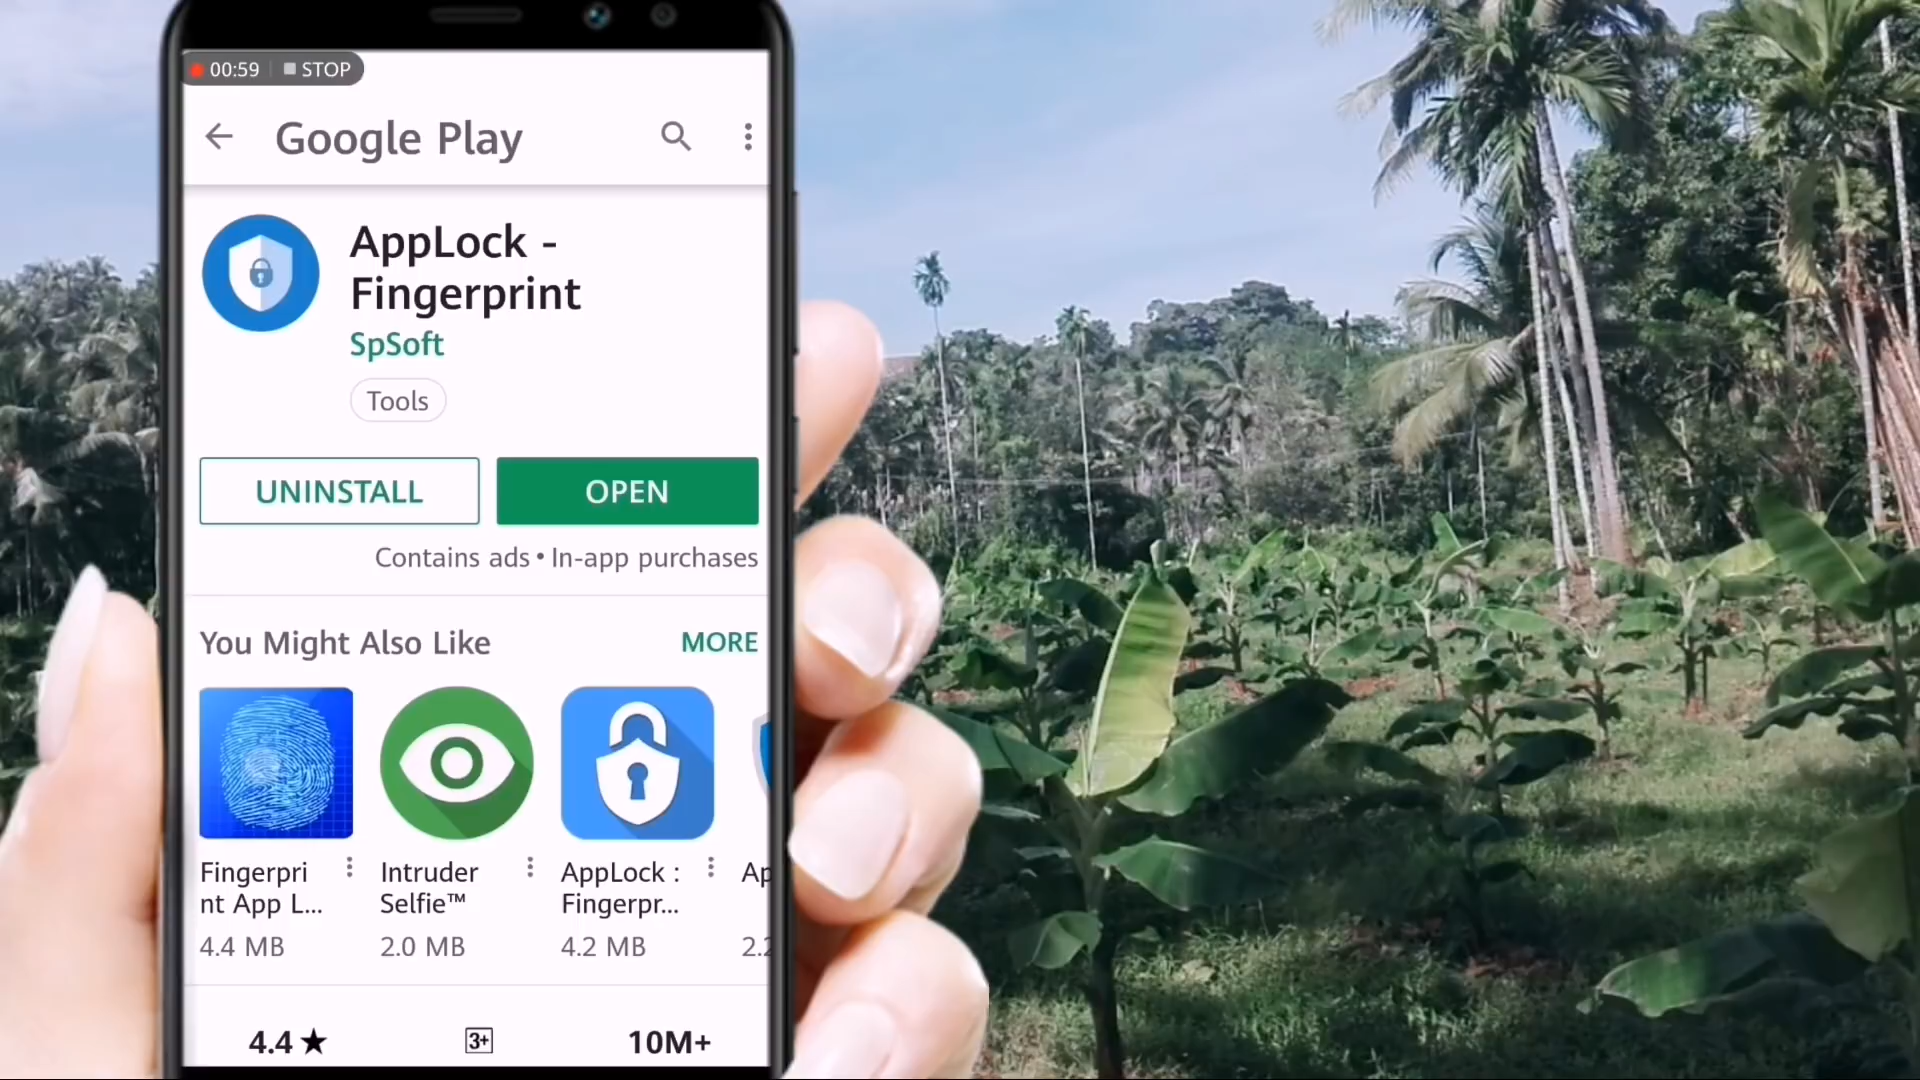 00:59 STOP
Google Play
AppLock -
Fingerprint
SpSoft
Tools
UNINSTALL OPEN
Contains ads • In-app purchases
You Might Also Like MORE
Fingerpri
nt App L...
4.4 MB
Intruder
Selfie™
2.0 MB
AppLock :
Fingerpr...
4.2 MB
Ap
2.2
4.4★ 3+ 10M+